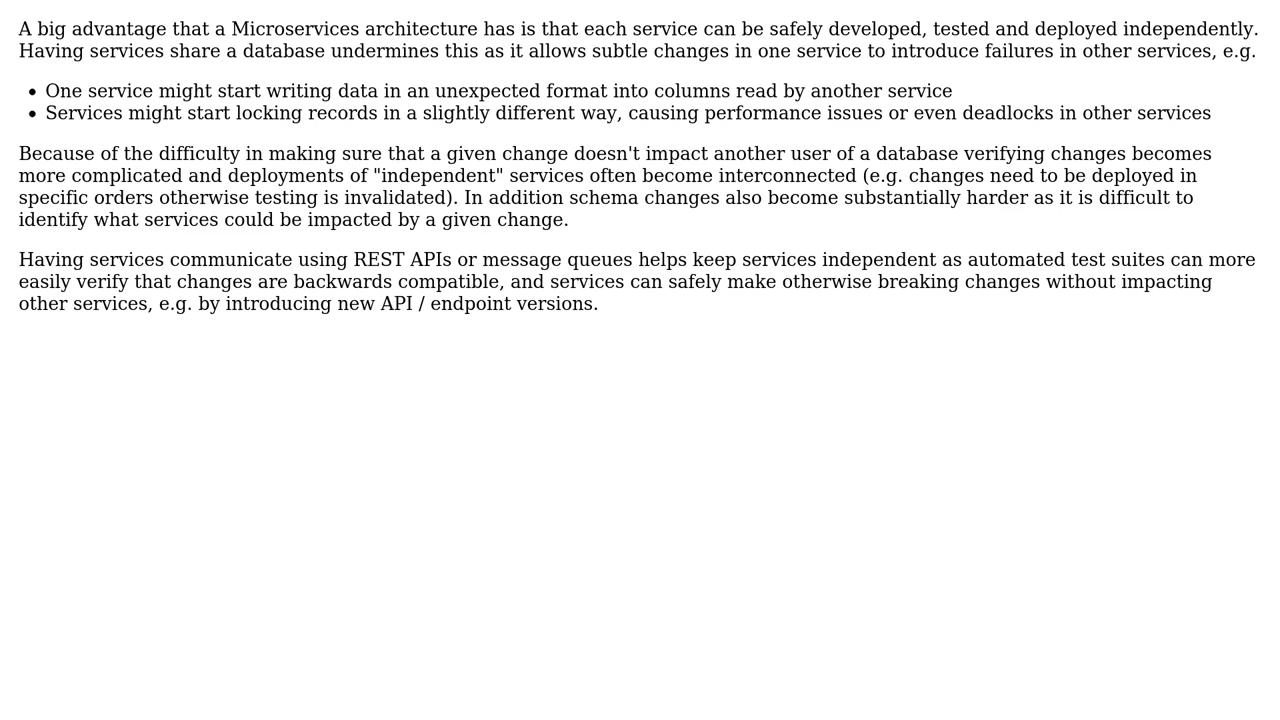 A big advantage that a Microservices architecture has is that each service can be safely developed, tested and deployed independently.
Having services share a database undermines this as it allows subtle changes in one service to introduce failures in other services, e.g.
• One service might start writing data in an unexpected format into columns read by another service
• Services might start locking records in a slightly different way, causing performance issues or even deadlocks in other services
Because of the difficulty in making sure that a given change doesn't impact another user of a database verifying changes becomes
more complicated and deployments of "independent" services often become interconnected (e.g. changes need to be deployed in
specific orders otherwise testing is invalidated). In addition schema changes also become substantially harder as it is difficult to
identify what services could be impacted by a given change.
Having services communicate using REST APIs or message queues helps keep services independent as automated test suites can more
easily verify that changes are backwards compatible, and services can safely make otherwise breaking changes without impacting
other services, e.g. by introducing new API / endpoint versions.